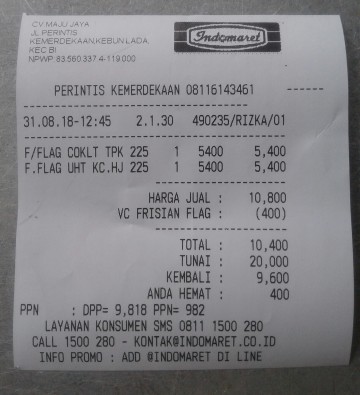 CV MAJU JAYA
JL PERINTIS
KEMERDEKAAN.KEBUN LADA.
KEC BI
NPWP: 83.560.337.4-119.000
Indomaret
PERINTIS KEMERDEKAAN 08116143461 ------
31.08.18-12:45 2.1.30 490235/RIZKA/01
F/FLAG COKLT TPK 225 1 5400 5,400
F.FLAG UHT KC.HJ 225 1 5400 5,400
HARGA JUAL : 10,800
VC FRISIAN FLAG : (400)
TOTAL : 10,400
TUNAI : 20,000
KEMBALI : 9,600
ANDA HEMAT : 400
PPN : DPP= 9,818 PPN= 982
LAYANAN KONSUMEN SMS 0811 1500 280
CALL 1500 280 - KONTAK@INDOMARET.CO.ID
INFO PROMO : ADD @INDOMARET DI LINE